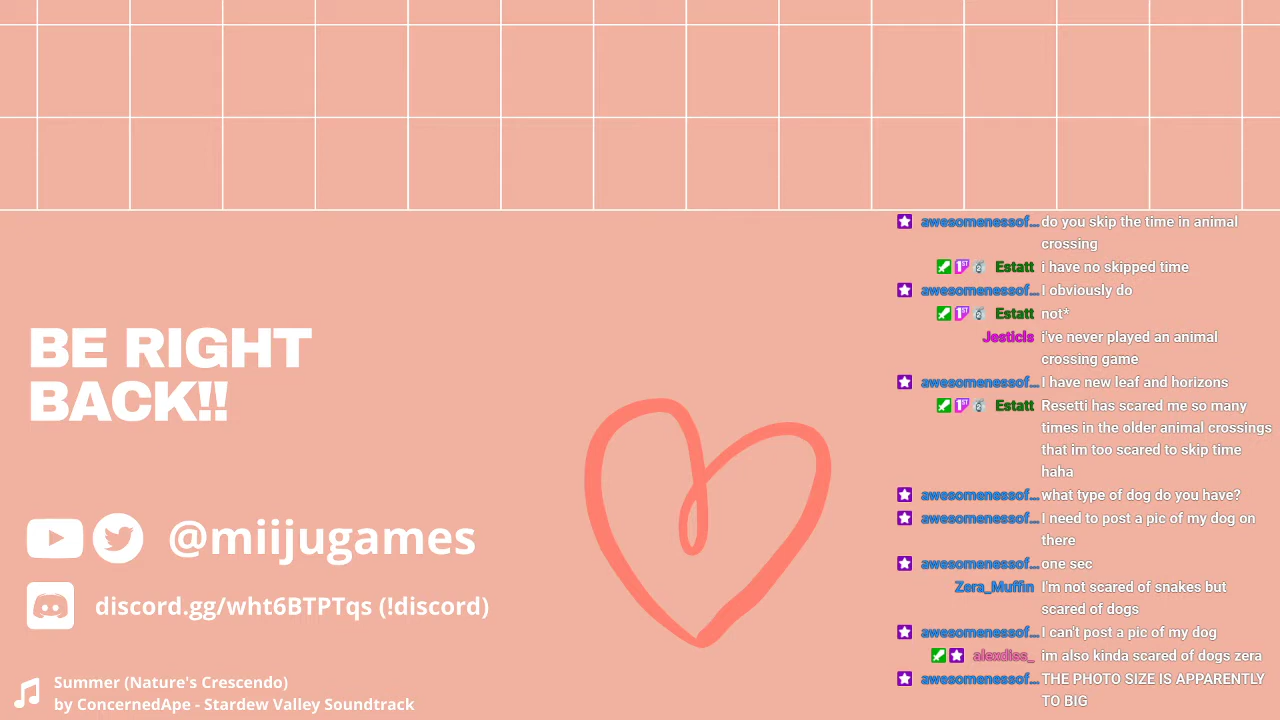 BE RIGHT
BACK!!
@miijugames
discord.gg/wht6BTPTqs (!discord)
Summer (Nature's Crescendo)
by ConcernedApe - Stardew Valley Soundtrack
awesomenessof... do you skip the time in animal
crossing
Estatt i have no skipped time
awesomenessof... I obviously do
Estatt not*
Jesticls i've never played an animal
crossing game
awesomenessof... I have new leaf and horizons
Estatt Resetti has scared me so many
times in the older animal crossings
that im too scared to skip time
haha
awesomenessof... what type of dog do you have?
awesomenessof... I need to post a pic of my dog on
there
awesomenessof... one sec
Zera_Muffin I'm not scared of snakes but
scared of dogs
awesomenessof... I can't post a pic of my dog
alexdiss_ im also kinda scared of dogs zera
awesomenessof... THE PHOTO SIZE IS APPARENTLY
TO BIG